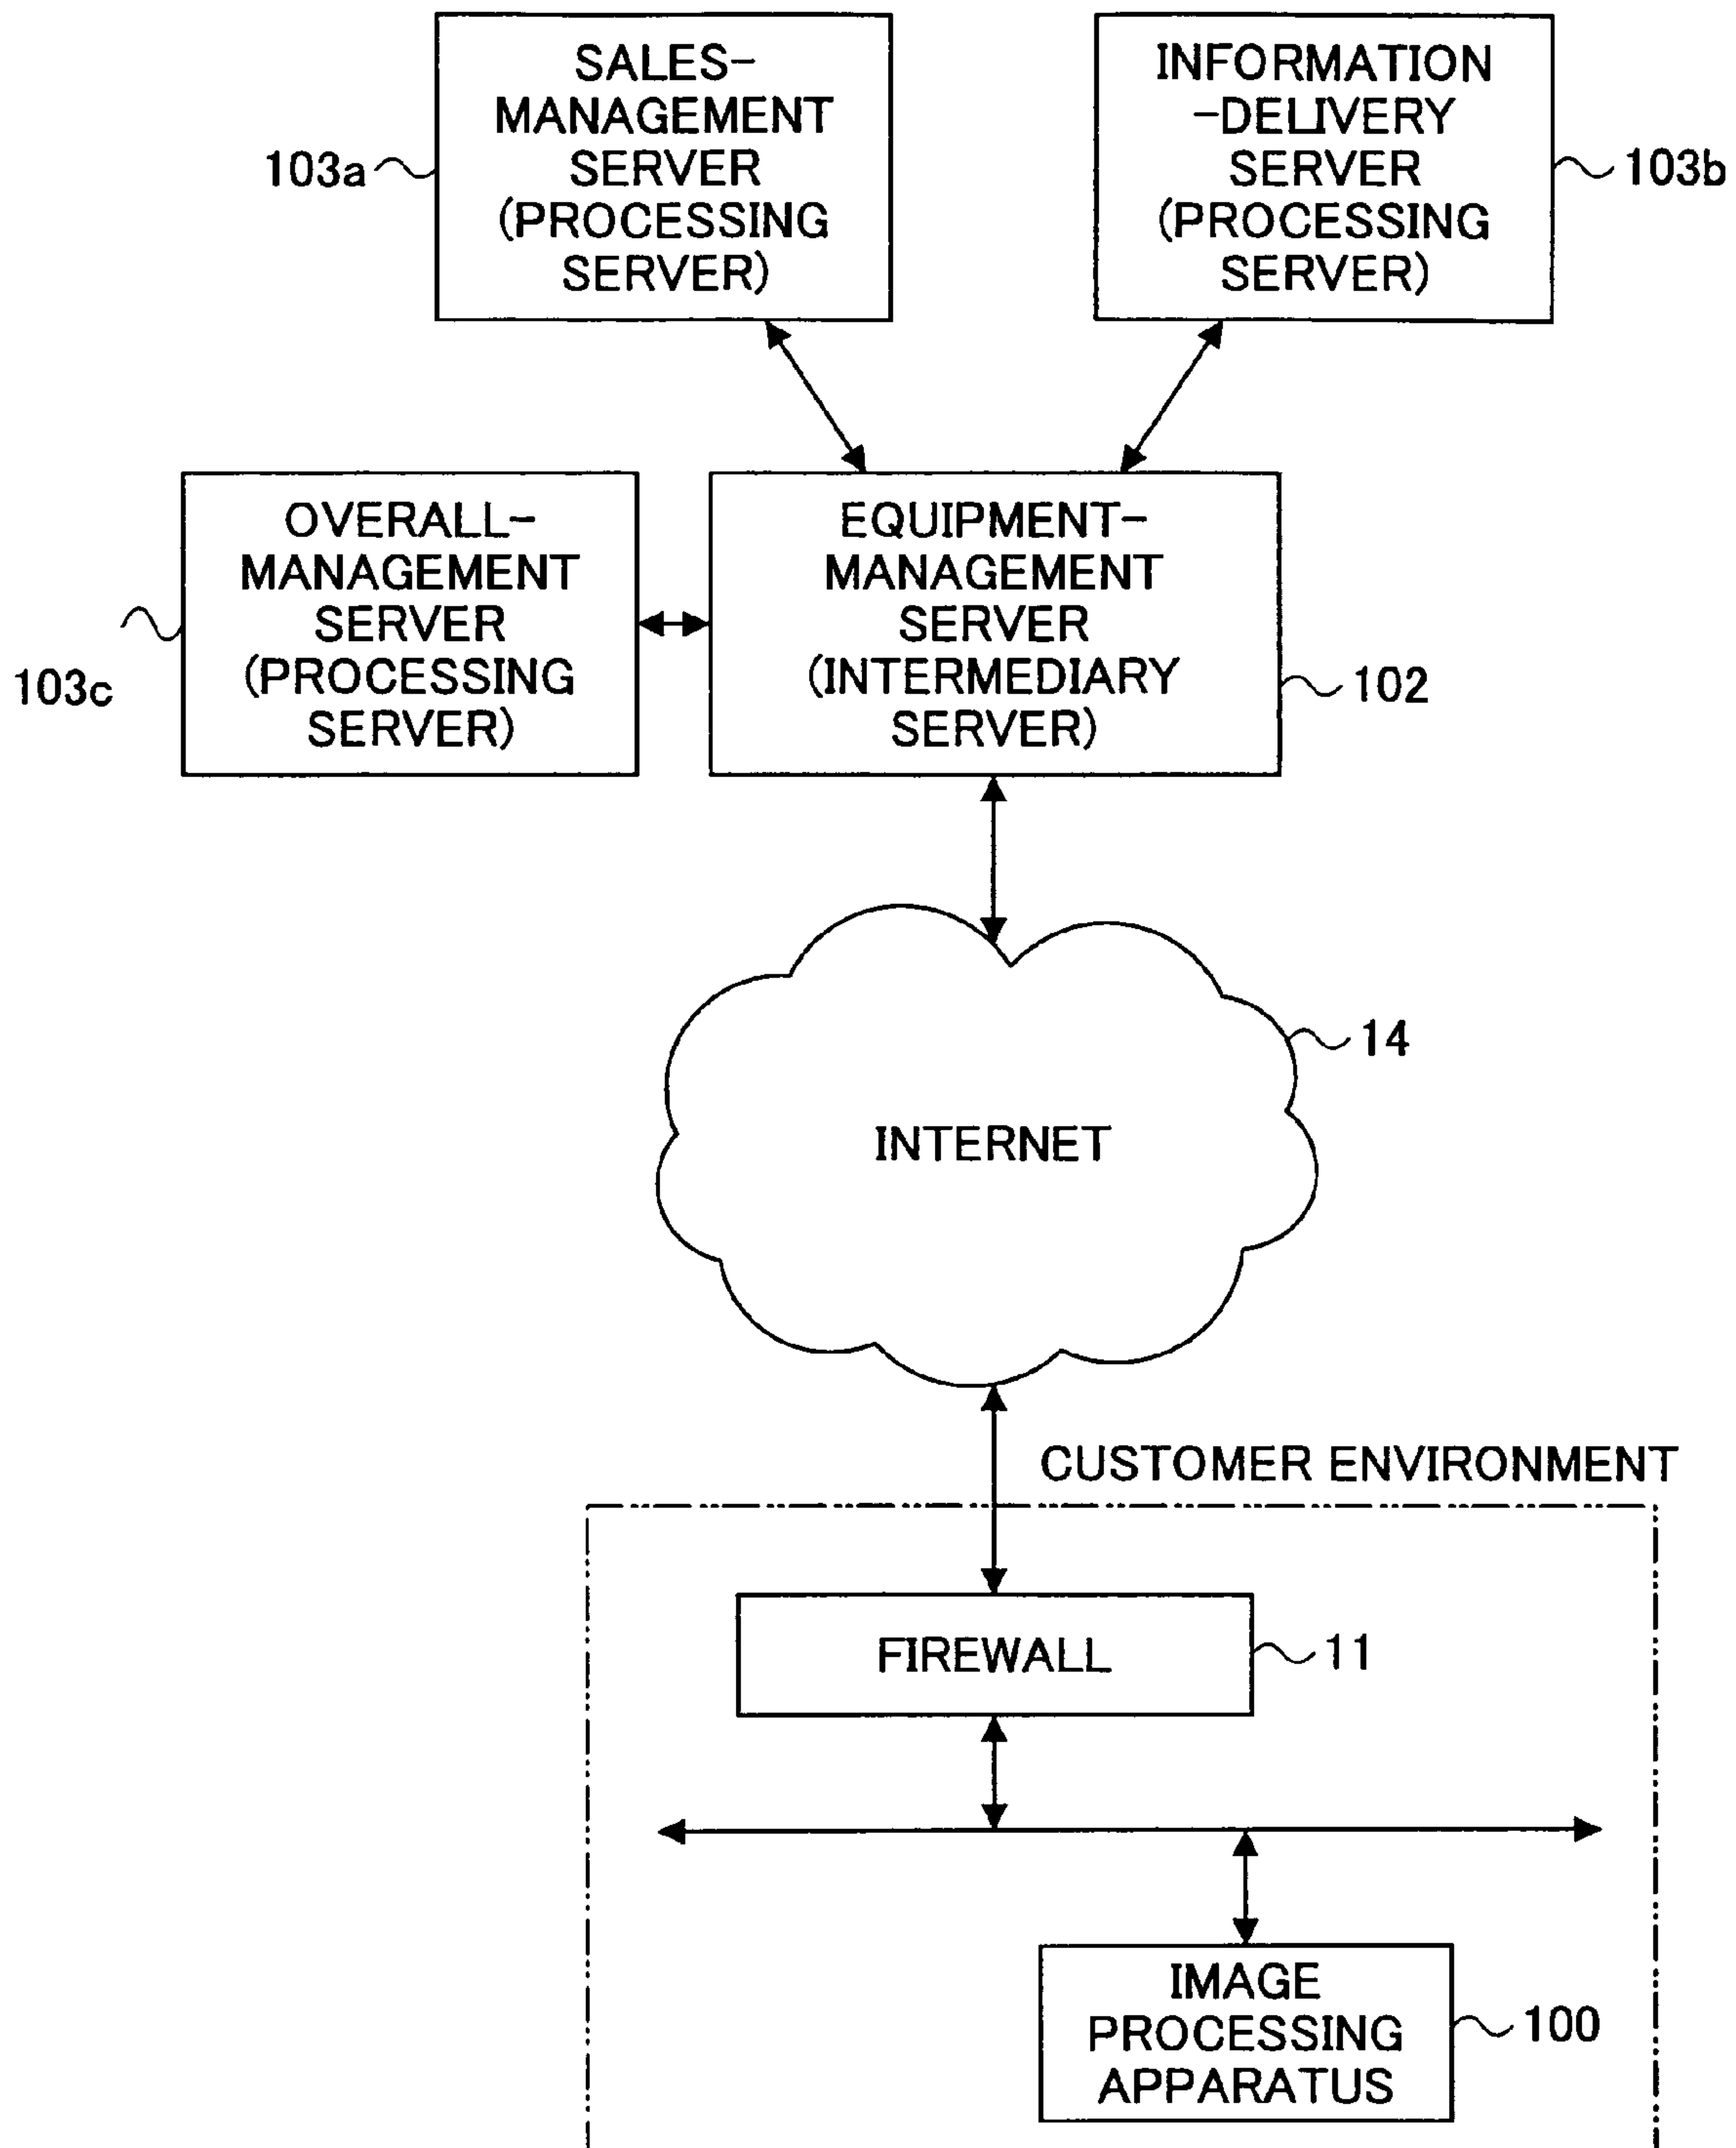 SALES-
MANAGEMENT
SERVER
(PROCESSING
SERVER)
103a
INFORMATION
-DELIVERY
SERVER
(PROCESSING
SERVER)
103b
OVERALL-
MANAGEMENT
SERVER
(PROCESSING
SERVER)
103c
EQUIPMENT-
MANAGEMENT
SERVER
(INTERMEDIARY
SERVER)
102
14
INTERNET
CUSTOMER ENVIRONMENT
FIREWALL
11
IMAGE
PROCESSING
APPARATUS
100